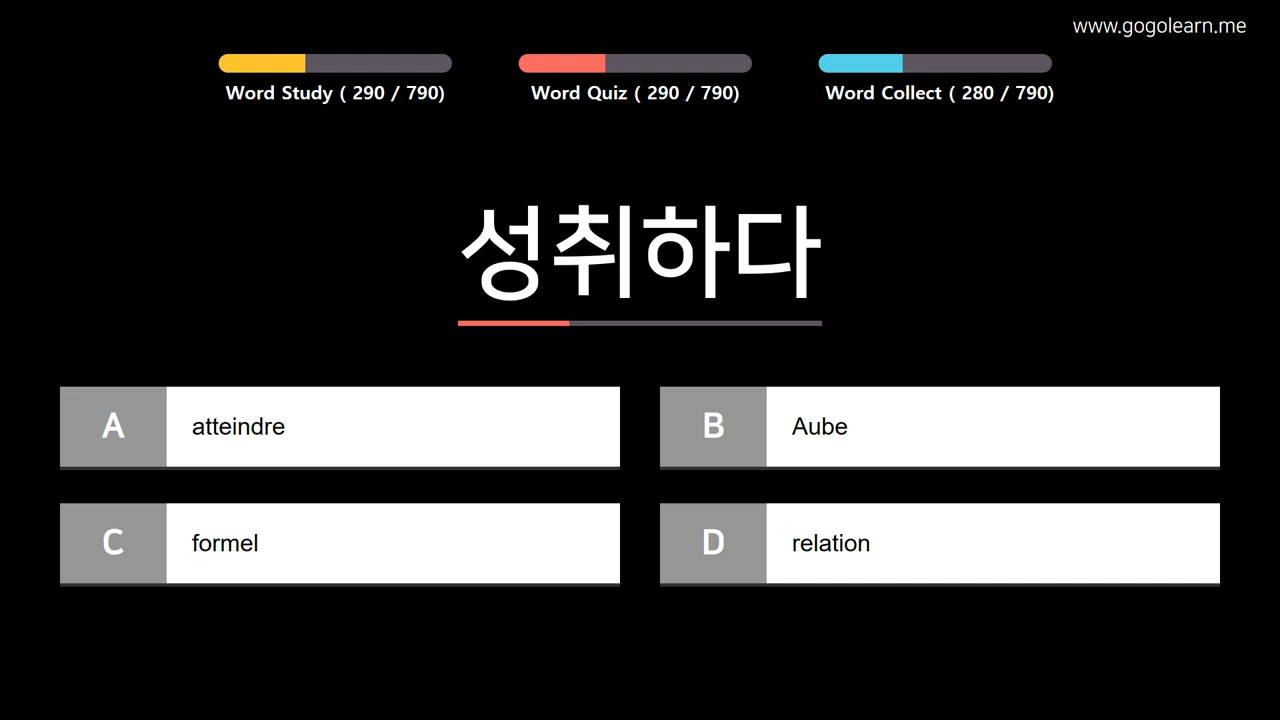 www.gogolearn.me
Word Study ( 290 / 790)
Word Quiz ( 290 / 790)
Word Collect ( 280 / 790)
성취하다
A atteindre
B Aube
C formel
D relation